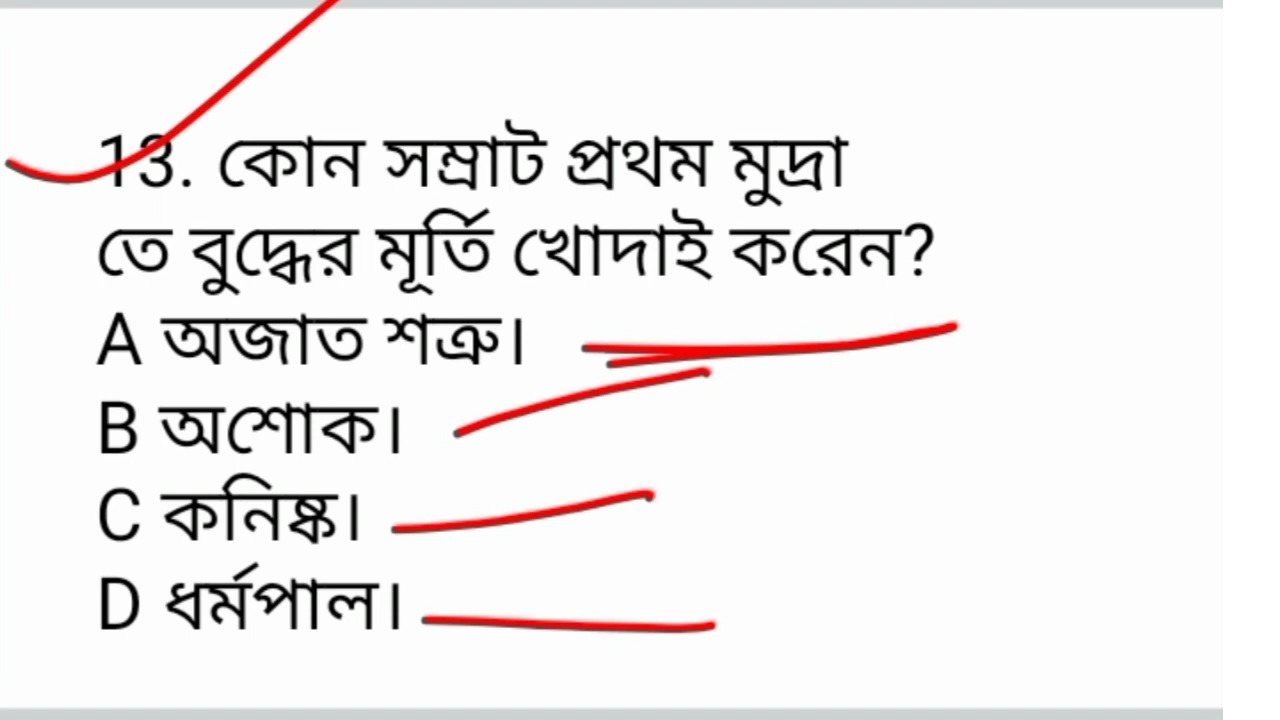 13. কোন সম্রাট প্রথম মুদ্রা
তে বুদ্ধের মূর্তি খোদাই করেন?
A অজাত শত্রু।
B অশোক।
C কনিষ্ক।
D ধর্মপাল।